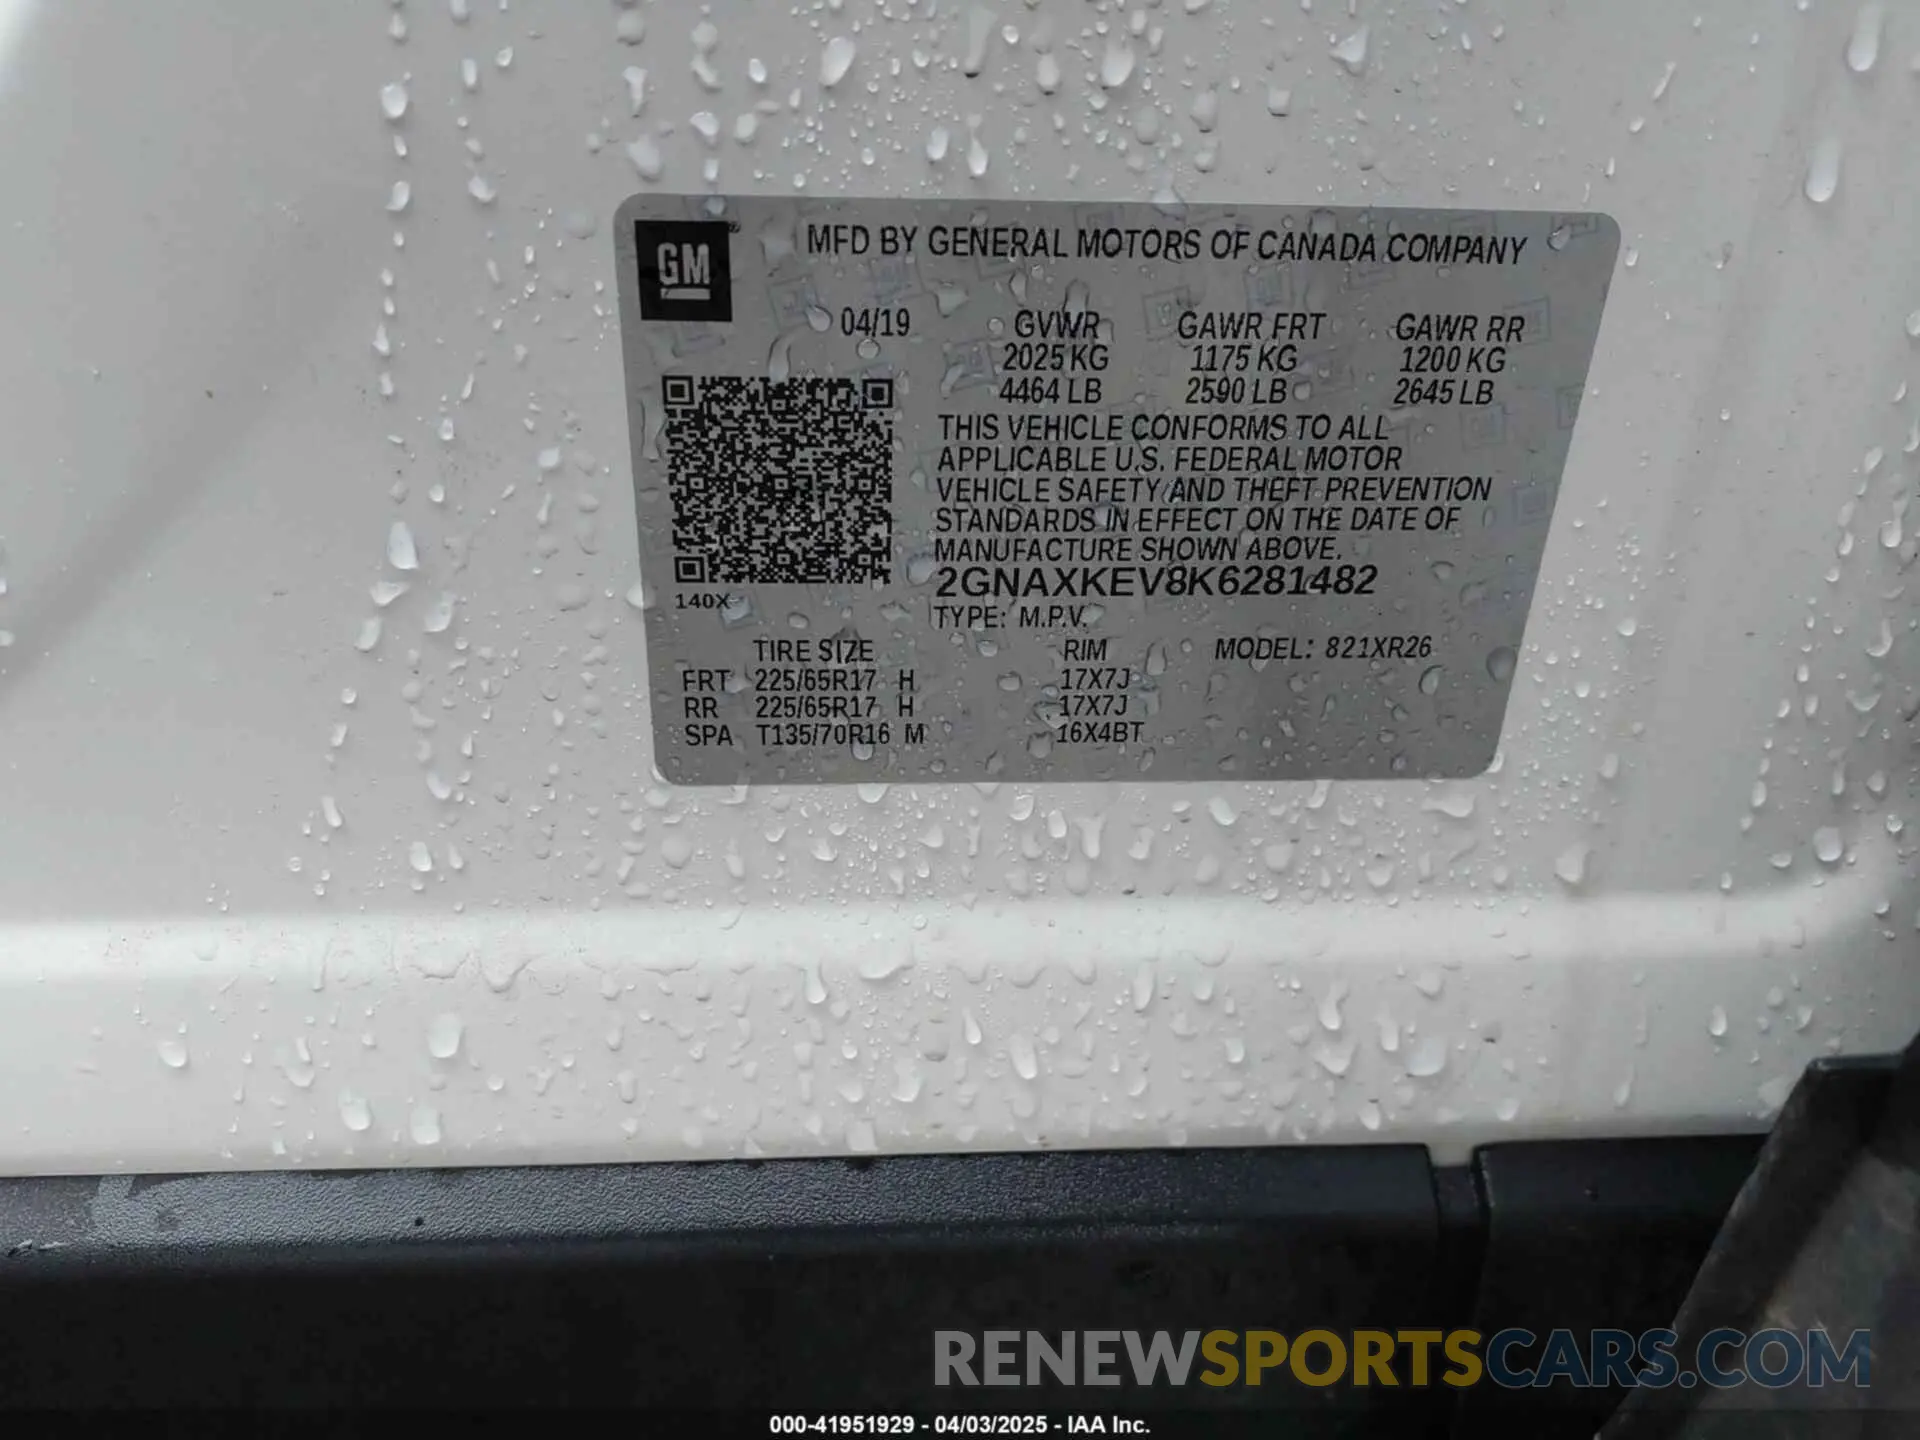 GM
MFD BY GENERAL MOTORS OF CANADA COMPANY
04/19 GVWR GAWR FRT GAWR RR
2025 KG 1175 KG 1200 KG
4464 LB 2590 LB 2645 LB
THIS VEHICLE CONFORMS TO ALL
APPLICABLE U.S. FEDERAL MOTOR
VEHICLE SAFETY AND THEFT PREVENTION
STANDARDS IN EFFECT ON THE DATE OF
MANUFACTURE SHOWN ABOVE.
2GNAXKEV8K6281482
140X
TYPE: M.P.V.
TIRE SIZE RIM MODEL: 821XR26
FRT 225/65R17 H 17X7J
RR 225/65R17 H 17X7J
SPA T135/70R16 M 16X4BT
RENEWSPORTSCARS.COM
000-41951929 - 04/03/2025 - IAA Inc.